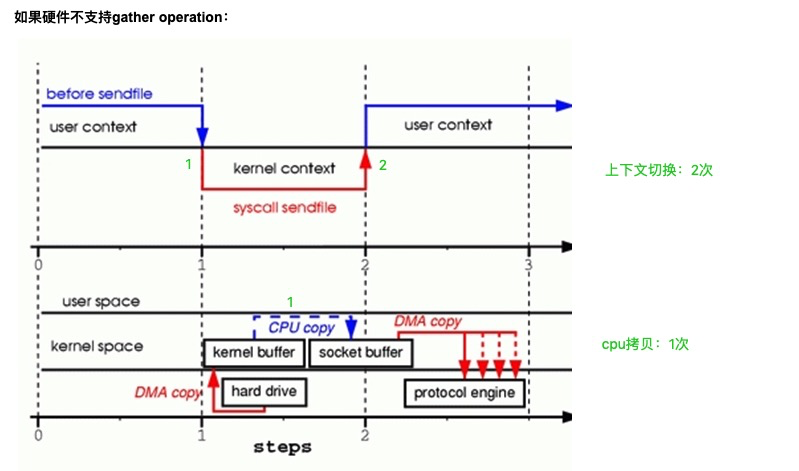 如果硬件不支持gather operation：
before sendfile
user context
user context
1
kernel context
2
上下文切换：2次
syscall sendfile
0
1
2
3
user space
1
CPU copy
DMA copy
kernel space
kernel buffer
socket buffer
cpu拷贝：1次
DMA copy
hard drive
protocol engine
0
1
2
steps